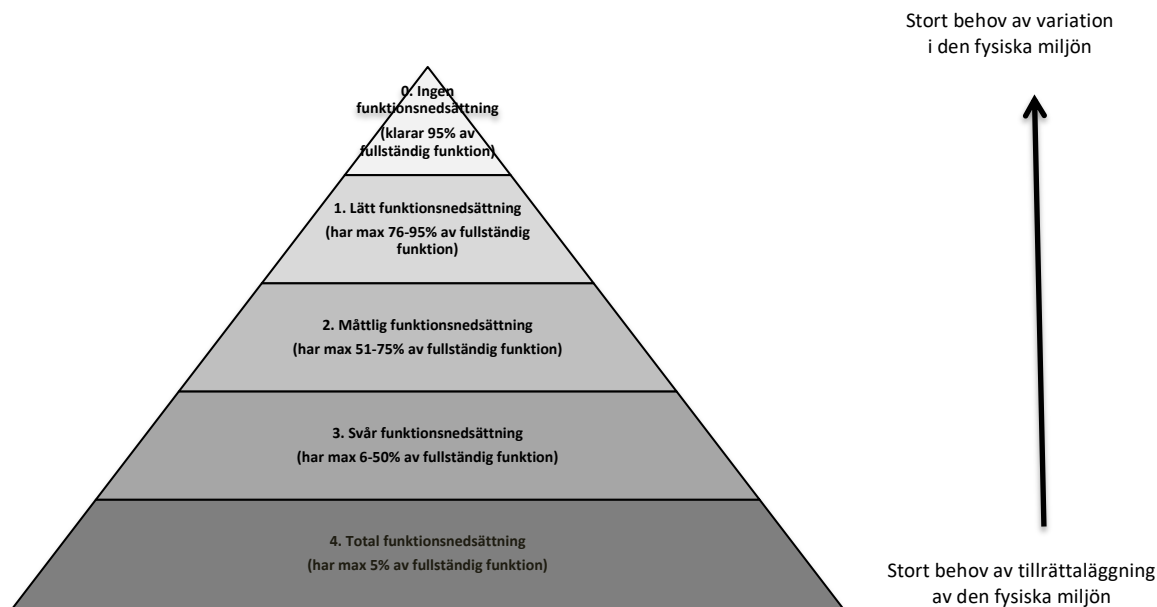 Stort behov av variation
i den fysiska miljön
0. Ingen
funktionsnedsättning
(klarar 95% av
fullständig funktion)
1. Lätt funktionsnedsättning
(har max 76-95% av fullständig
funktion)
2. Måttlig funktionsnedsättning
(har max 51-75% av fullständig funktion)
3. Svår funktionsnedsättning
(har max 6-50% av fullständig funktion)
4. Total funktionsnedsättning
(har max 5% av fullständig funktion)
Stort behov av tillrättaläggning
av den fysiska miljön